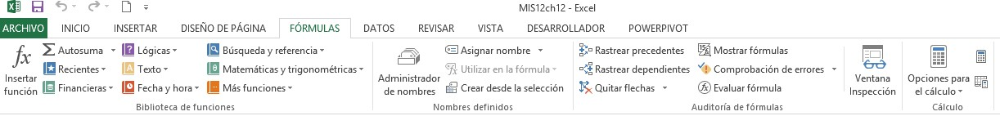 MIS12ch12 - Excel
ARCHIVO INICIO INSERTAR DISEÑO DE PÁGINA FÓRMULAS DATOS REVISAR VISTA DESARROLLADOR POWERPIVOT
fx Insertar función
Σ Autosuma
Recientes
Financieras
? Lógicas
A Texto
Fecha y hora
Búsqueda y referencia
θ Matemáticas y trigonométricas
Más funciones
Biblioteca de funciones
Administrador de nombres
Asignar nombre
Utilizar en la fórmula
Crear desde la selección
Nombres definidos
Rastrear precedentes
Rastrear dependientes
Quitar flechas
Mostrar fórmulas
Comprobación de errores
Evaluar fórmula
Ventana Inspección
Auditoría de fórmulas
Opciones para el cálculo
Cálculo